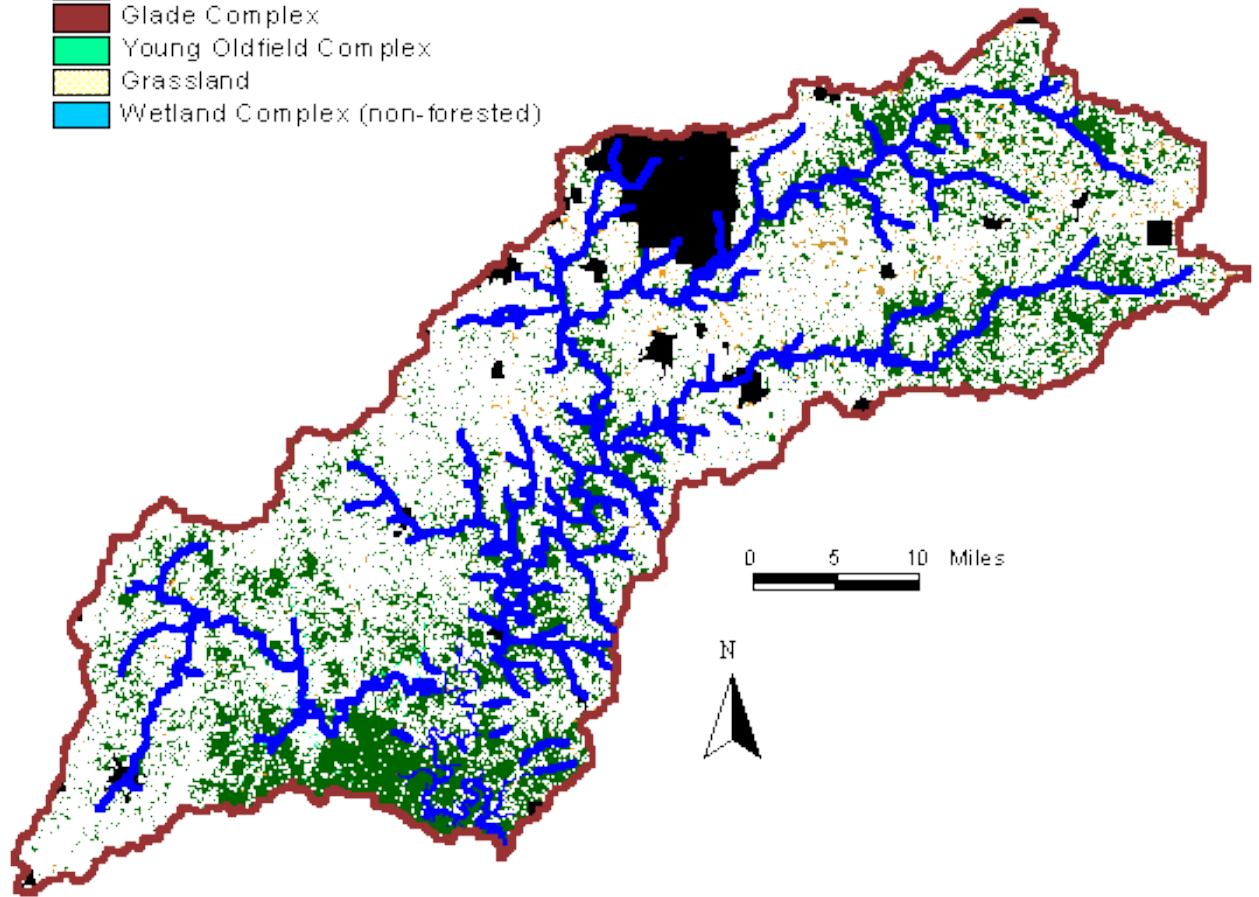 Glade Complex
Young Oldfield Complex
Grassland
Wetland Complex (non-forested)
0 5 10 Miles
N